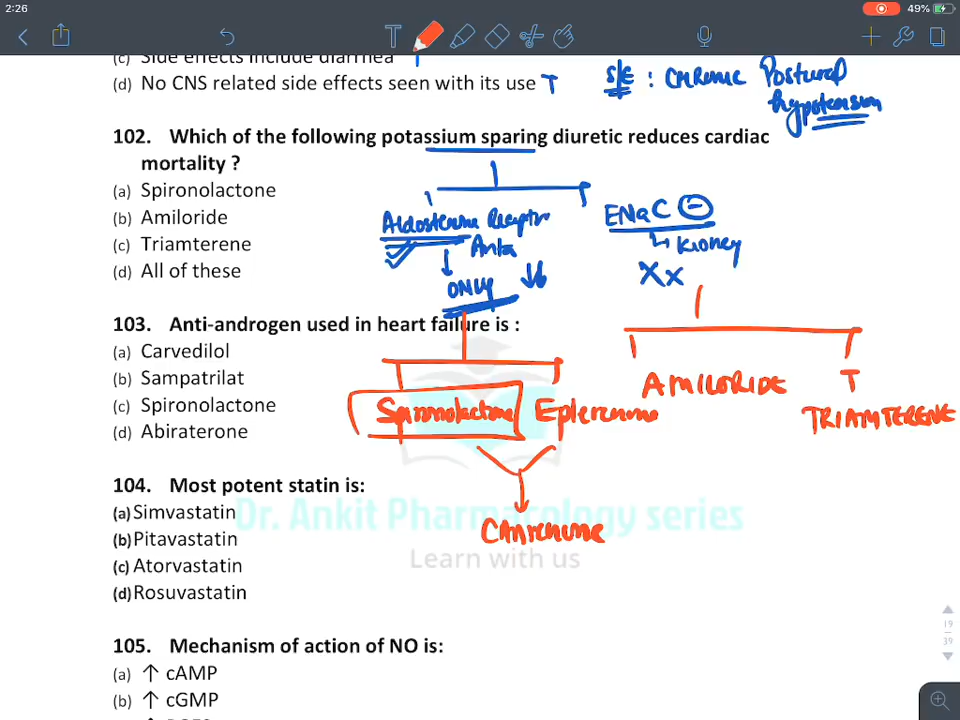 2:26
49%
(c) Side effects include diarrhea T
(d) No CNS related side effects seen with its use T
S/E : CHRONIC Postural
hypotension
102. Which of the following potassium sparing diuretic reduces cardiac
mortality ?
(a) Spironolactone
(b) Amiloride
(c) Triamterene
(d) All of these
Aldosterone Receptor
Anta
ONLY
ENaC
Kidney
103. Anti-androgen used in heart failure is :
(a) Carvedilol
(b) Sampatrilat
(c) Spironolactone
(d) Abiraterone
Spironolactone Eplerenone
AMILORIDE T
TRIAMTERENE
Canrenone
104. Most potent statin is:
(a) Simvastatin
(b) Pitavastatin
(c) Atorvastatin
(d) Rosuvastatin
Dr. Ankit Pharmacology series
Learn with us
105. Mechanism of action of NO is:
(a) ↑ cAMP
(b) ↑ cGMP
19
39